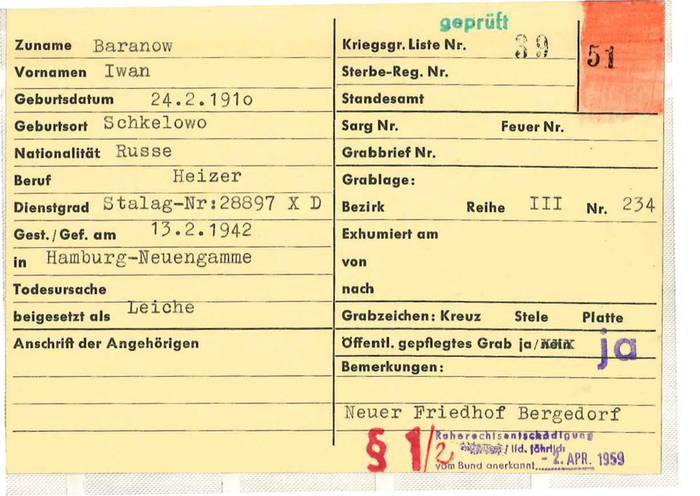 geprüft
Zuname Baranow
Vornamen Iwan
Geburtsdatum 24.2.191o
Geburtsort Schkelowo
Nationalität Russe
Beruf Heizer
Dienstgrad Stalag-Nr:28897 X D
Gest./Gef. am 13.2.1942
in Hamburg-Neuengamme
Todesursache
beigesetzt als Leiche
Anschrift der Angehörigen
Kriegsgr. Liste Nr. 39
51
Sterbe-Reg. Nr.
Standesamt
Sarg Nr. Feuer Nr.
Grabbrief Nr.
Grablage:
Bezirk Reihe III Nr. 234
Exhumiert am
von
nach
Grabzeichen: Kreuz Stele Platte
Öffentl. gepflegtes Grab ja/nein ja
Bemerkungen:
Neuer Friedhof Bergedorf
§ 1/2
Ruherechtsentschädigung
/ lfd. jährlich
vom Bund anerkannt 2. APR. 1959